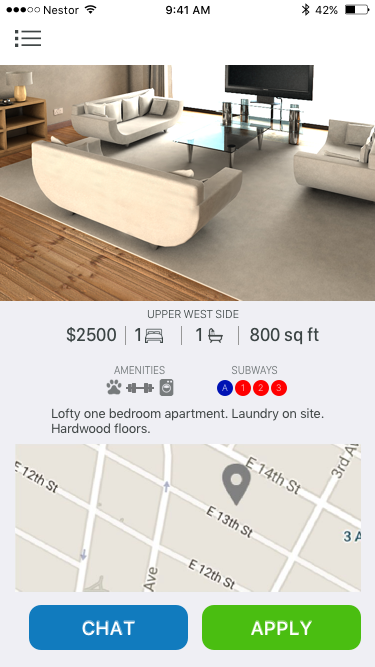 Nestor 9:41 AM 42%
UPPER WEST SIDE
$2500 1 1 800 sq ft
AMENITIES SUBWAYS
A 1 2 3
Lofty one bedroom apartment. Laundry on site.
Hardwood floors.
E 12th St
E 14th St
3rd A
E 13th St
3 A
E 12th St
Ave
CHAT APPLY